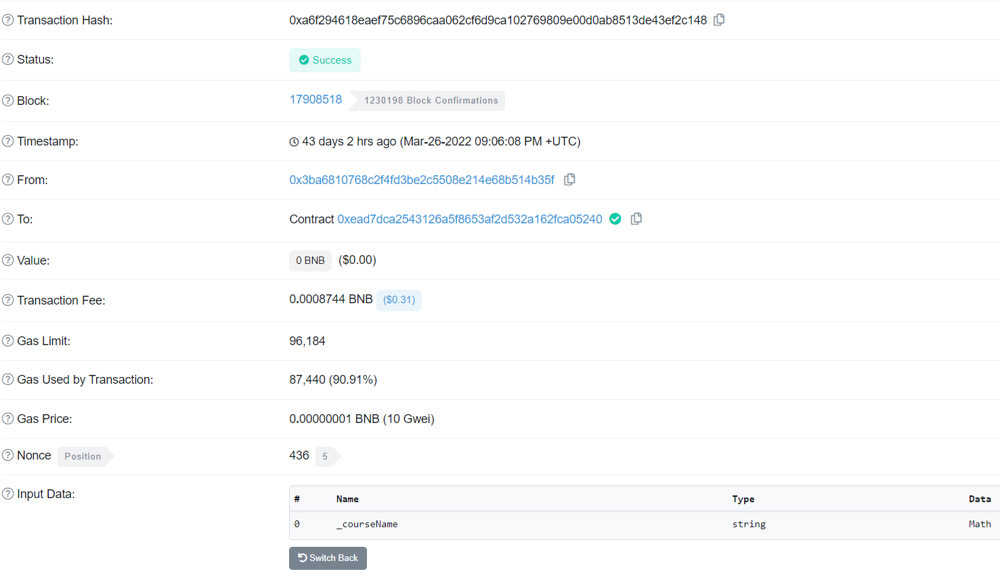 Transaction Hash: 0xa6f294618eaef75c6896caa062cf6d9ca102769809e00d0ab8513de43ef2c148
Status: Success
Block: 17908518 1230198 Block Confirmations
Timestamp: 43 days 2 hrs ago (Mar-26-2022 09:06:08 PM +UTC)
From: 0x3ba6810768c2f4fd3be2c5508e214e68b514b35f
To: Contract 0xead7dca2543126a5f8653af2d532a162fca05240
Value: 0 BNB ($0.00)
Transaction Fee: 0.0008744 BNB ($0.31)
Gas Limit: 96,184
Gas Used by Transaction: 87,440 (90.91%)
Gas Price: 0.00000001 BNB (10 Gwei)
Nonce Position 436 5
Input Data:
# Name Type Data
0 _courseName string Math
Switch Back